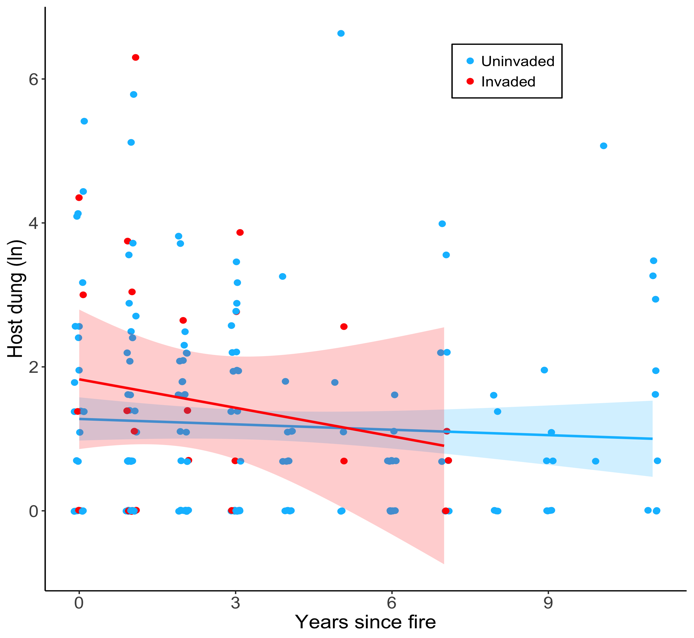 Uninvaded
Invaded
Host dung (ln)
6
4
2
0
0 3 6 9
Years since fire